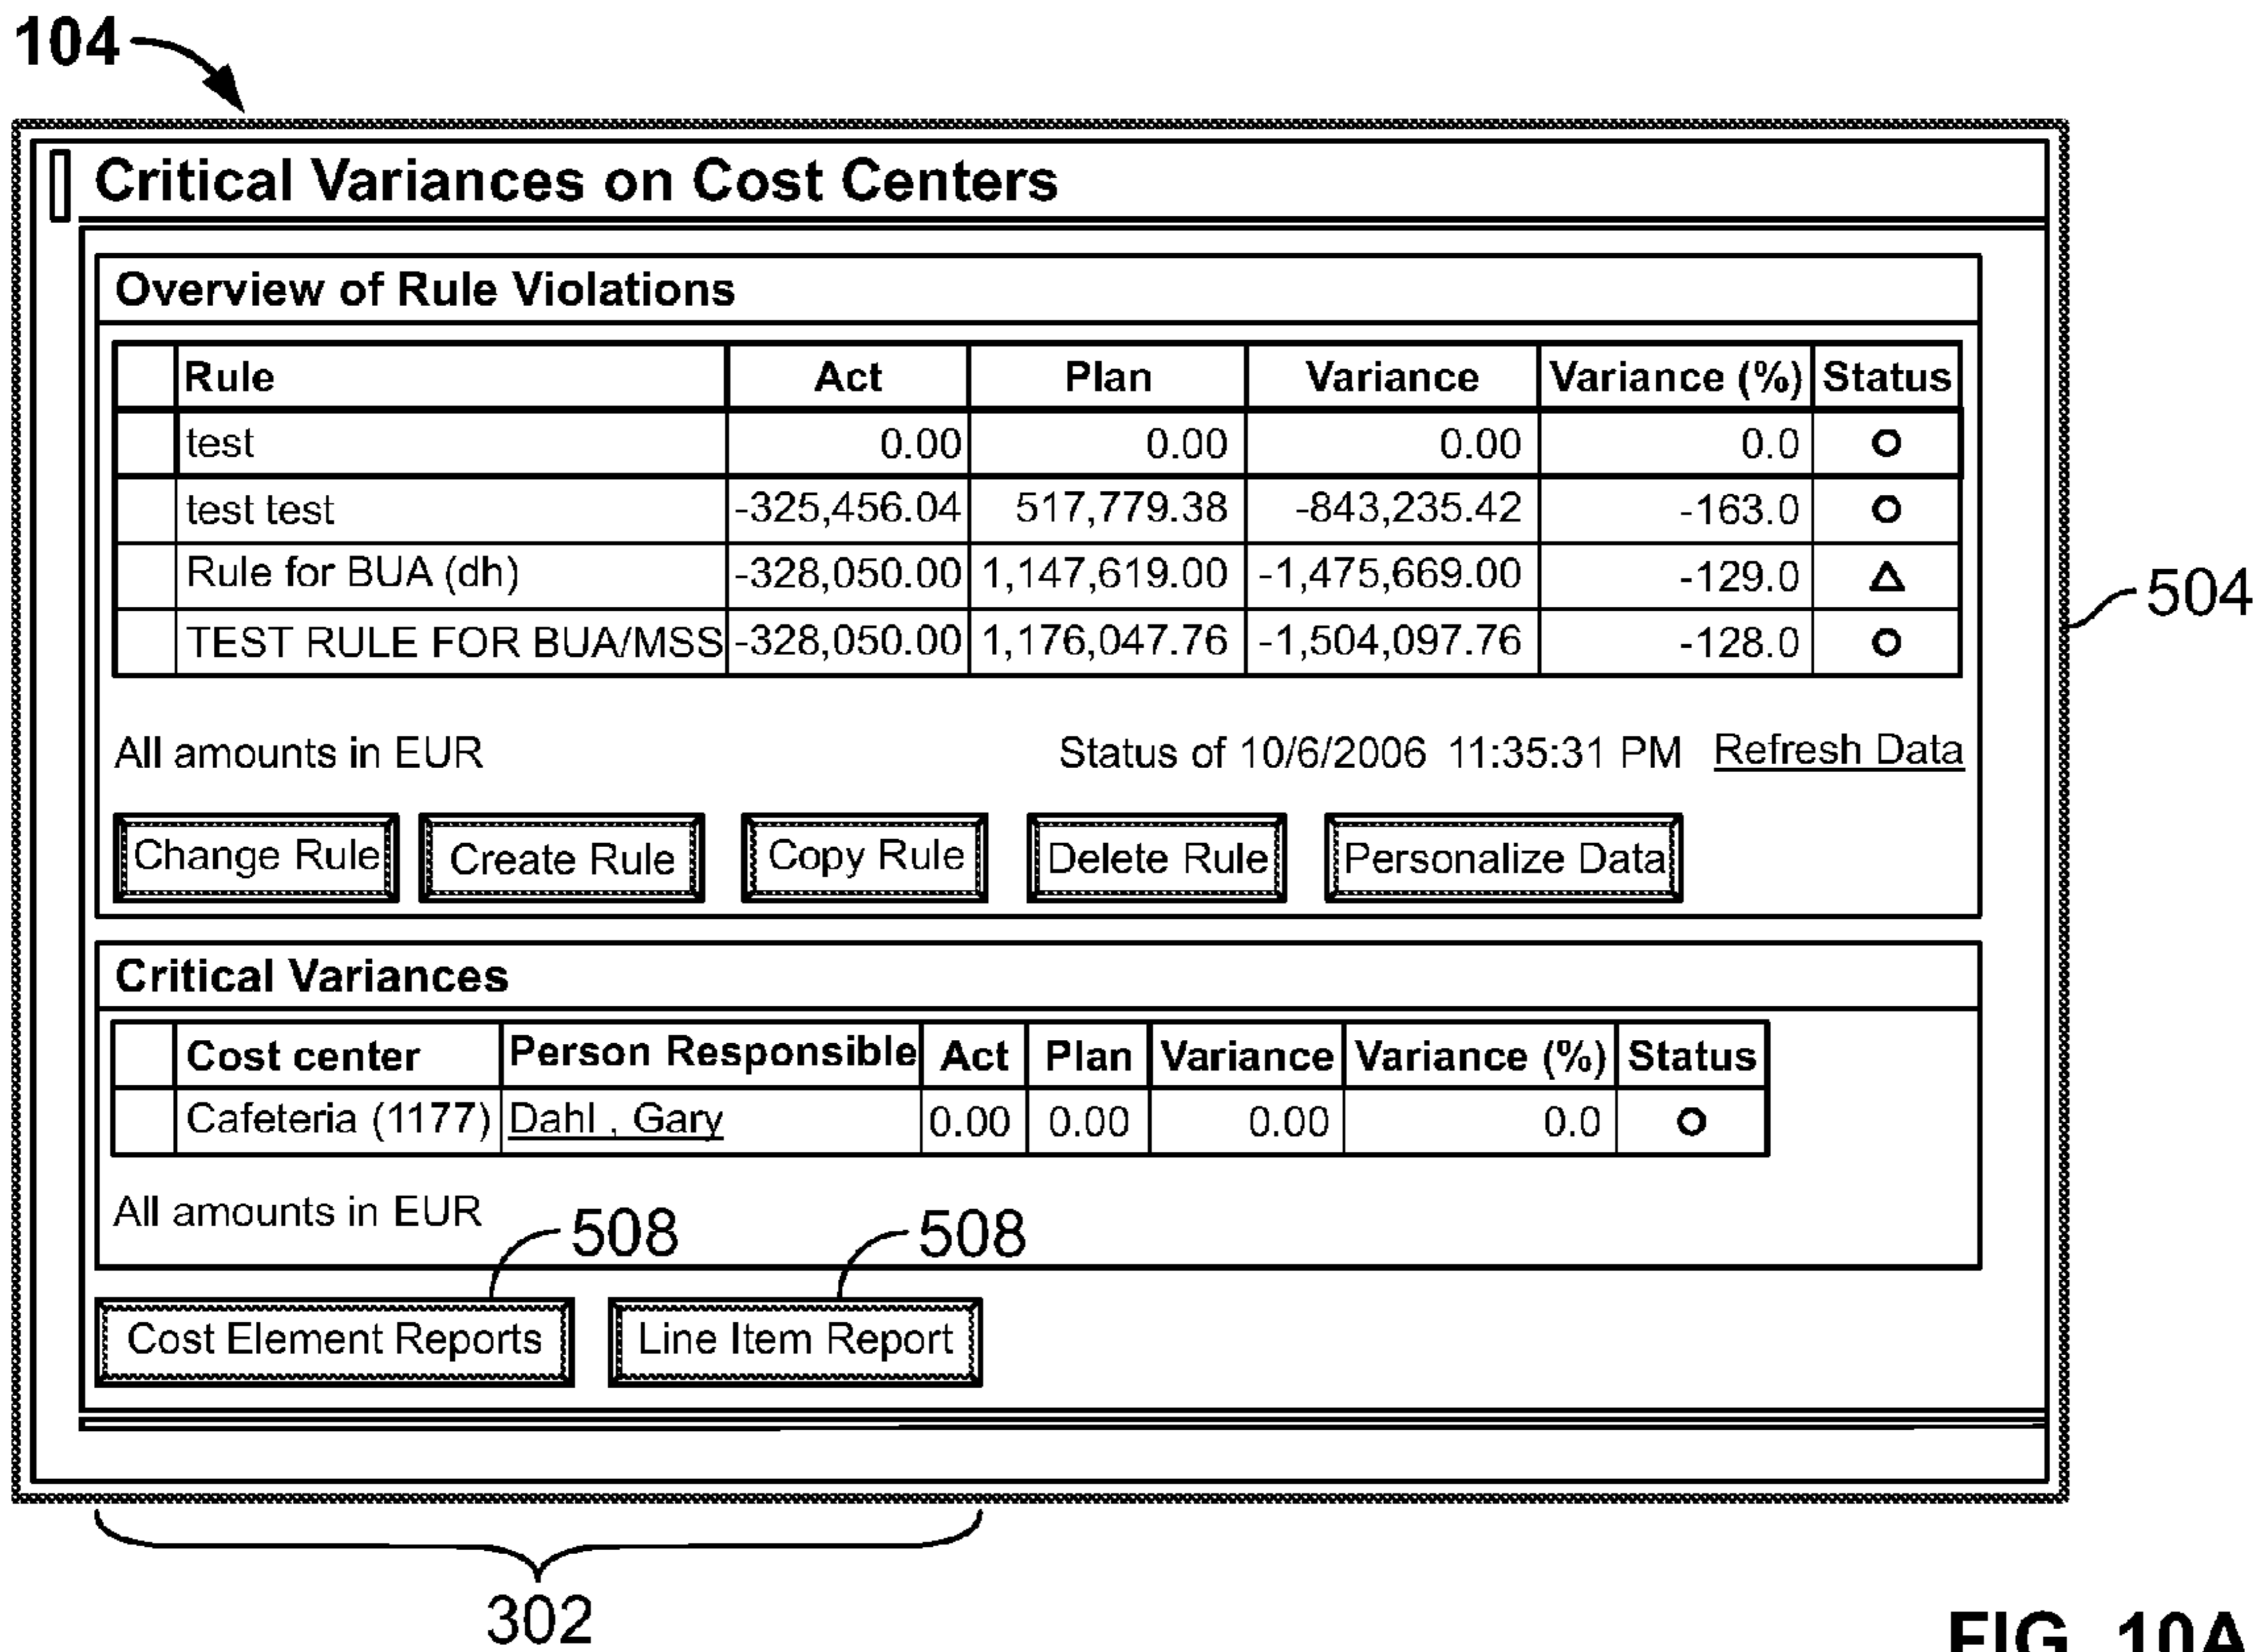 104
Critical Variances on Cost Centers
Overview of Rule Violations
Rule Act Plan Variance Variance (%) Status
test 0.00 0.00 0.00 0.0
test test -325,456.04 517,779.38 -843,235.42 -163.0
Rule for BUA (dh) -328,050.00 1,147,619.00 -1,475,669.00 -129.0
504
TEST RULE FOR BUA/MSS -328,050.00 1,176,047.76 -1,504,097.76 -128.0
All amounts in EUR Status of 10/6/2006 11:35:31 PM Refresh Data
Change Rule Create Rule Copy Rule Delete Rule Personalize Data
Critical Variances
Cost center Person Responsible Act Plan Variance Variance (%) Status
Cafeteria (1177) Dahl , Gary 0.00 0.00 0.00 0.0
All amounts in EUR
508 508
Cost Element Reports Line Item Report
302
FIG. 10A